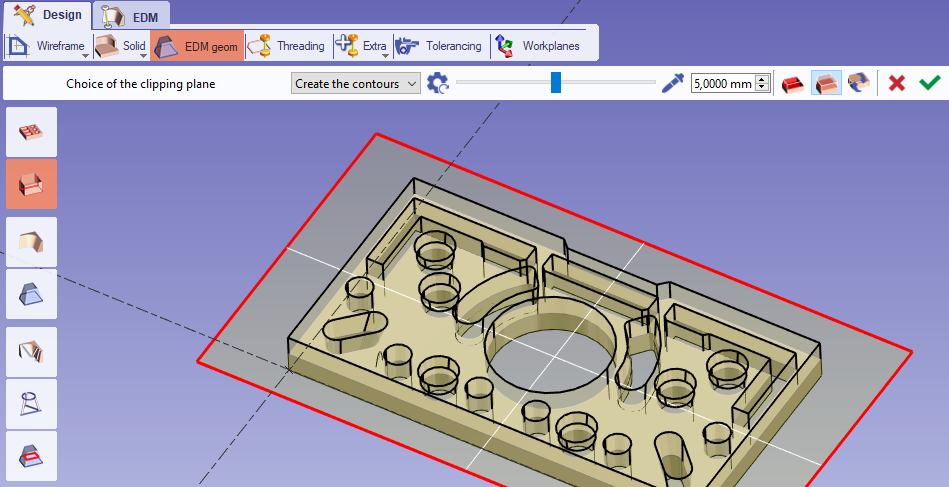 Design
EDM
Wireframe
Solid
EDM geom
Threading
Extra
Tolerancing
Workplanes
Choice of the clipping plane
Create the contours
5,0000 mm